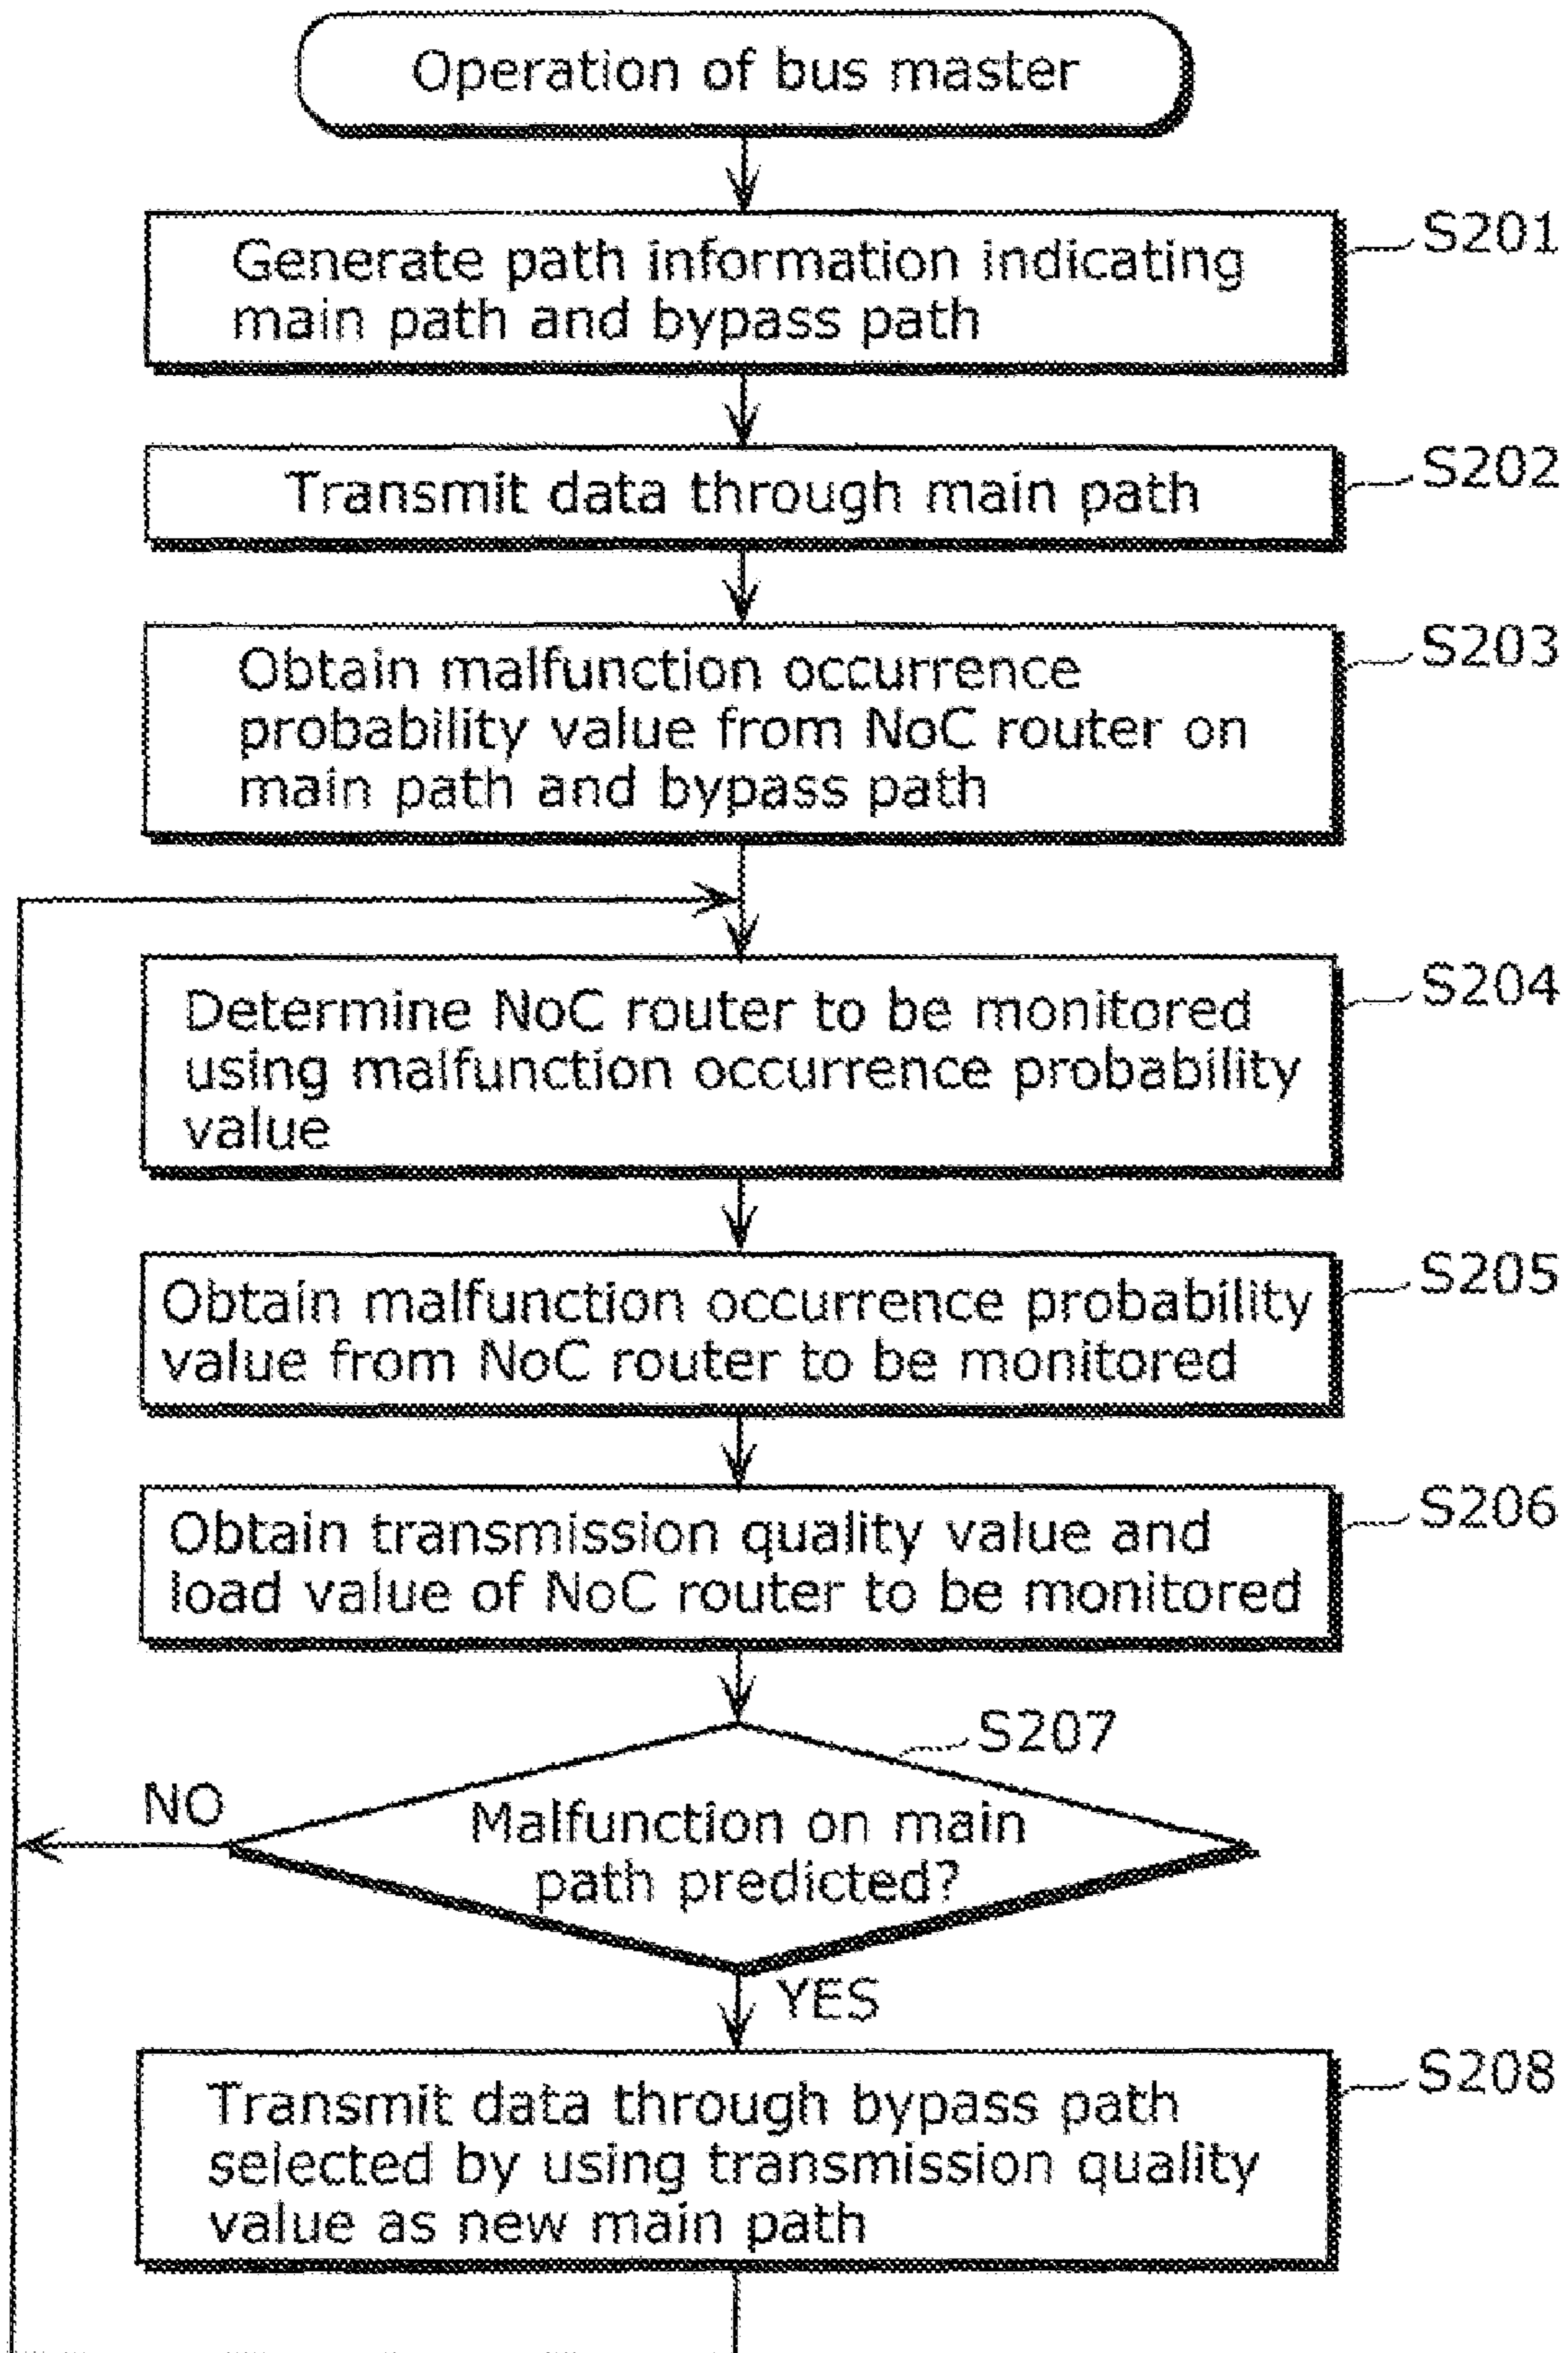 Operation of bus master
S201
Generate path information indicating
main path and bypass path
S202
Transmit data through main path
S203
Obtain malfunction occurrence
probability value from NoC router on
main path and bypass path
S204
Determine NoC router to be monitored
using malfunction occurrence probability
value
S205
Obtain malfunction occurrence probability
value from NoC router to be monitored
S206
Obtain transmission quality value and
load value of NoC router to be monitored
S207
NO
Malfunction on main
path predicted?
YES
S208
Transmit data through bypass path
selected by using transmission quality
value as new main path